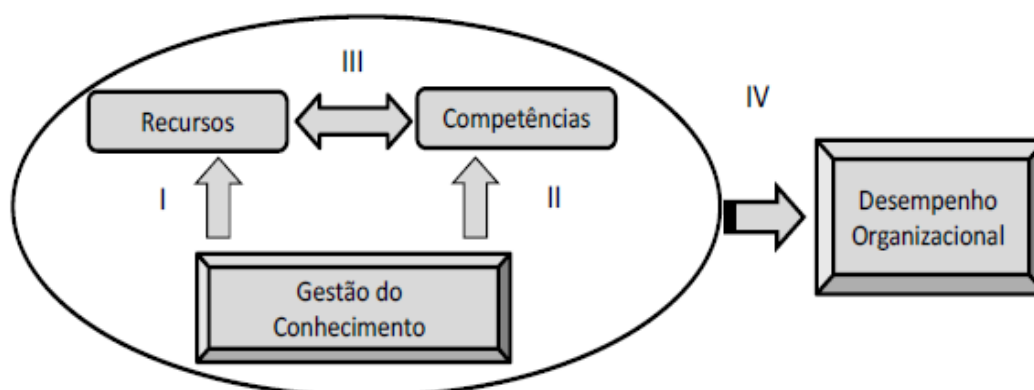 III
IV
Recursos
Competências
I
II
Desempenho
Organizacional
Gestão do
Conhecimento